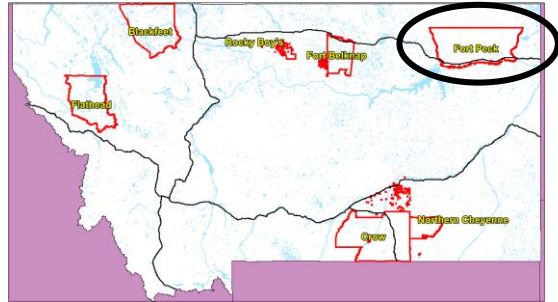 Blackfeet
Rocky Boy's
Fort Belknap
Fort Peck
Flathead
Northern Cheyenne
Crow